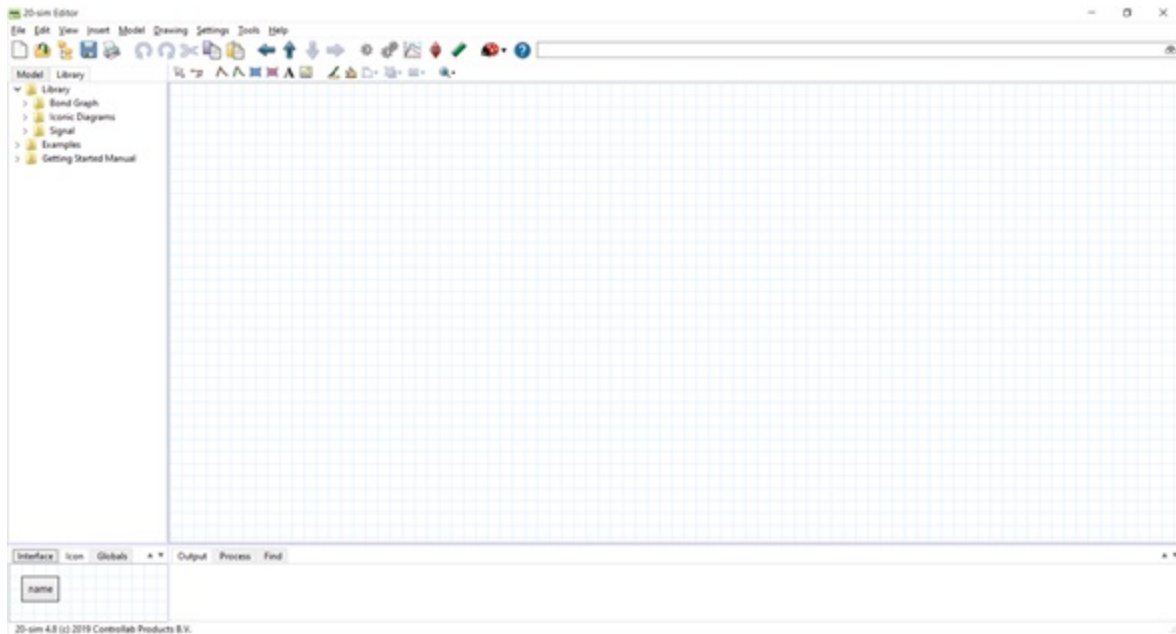 20-sim Editor
File Edit View Insert Model Drawing Settings Tools Help
Model Library
Library
Bond Graph
Iconic Diagrams
Signal
Examples
Getting Started Manual
Interface Icon Globals
Output Process Find
name
20-sim 4.8 (c) 2019 Controllab Products B.V.